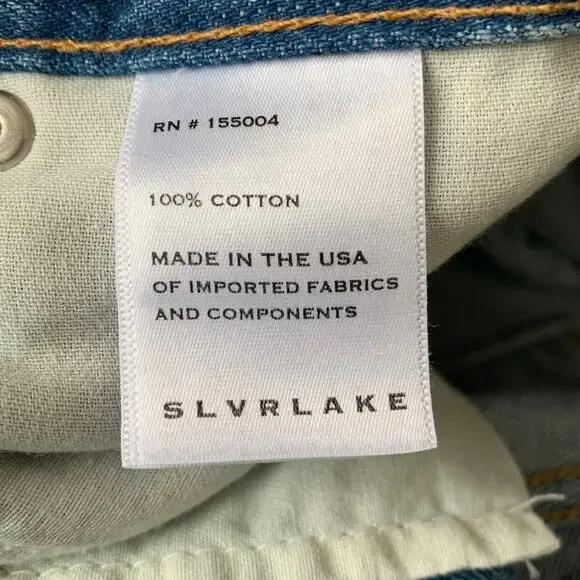 RN # 155004
100% COTTON
MADE IN THE USA
OF IMPORTED FABRICS
AND COMPONENTS
SLVRLAKE